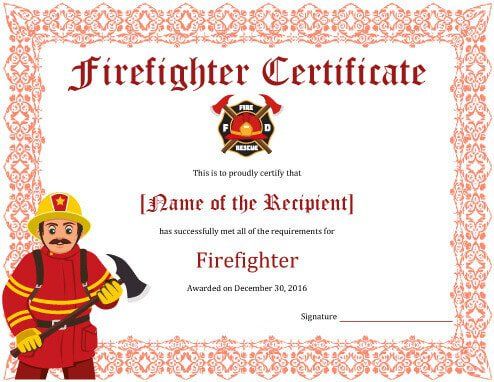 Firefighter Certificate
FIRE
F D
RESCUE
This is to proudly certify that
[Name of the Recipient]
has successfully met all of the requirements for
Firefighter
Awarded on December 30, 2016
Signature ____________________